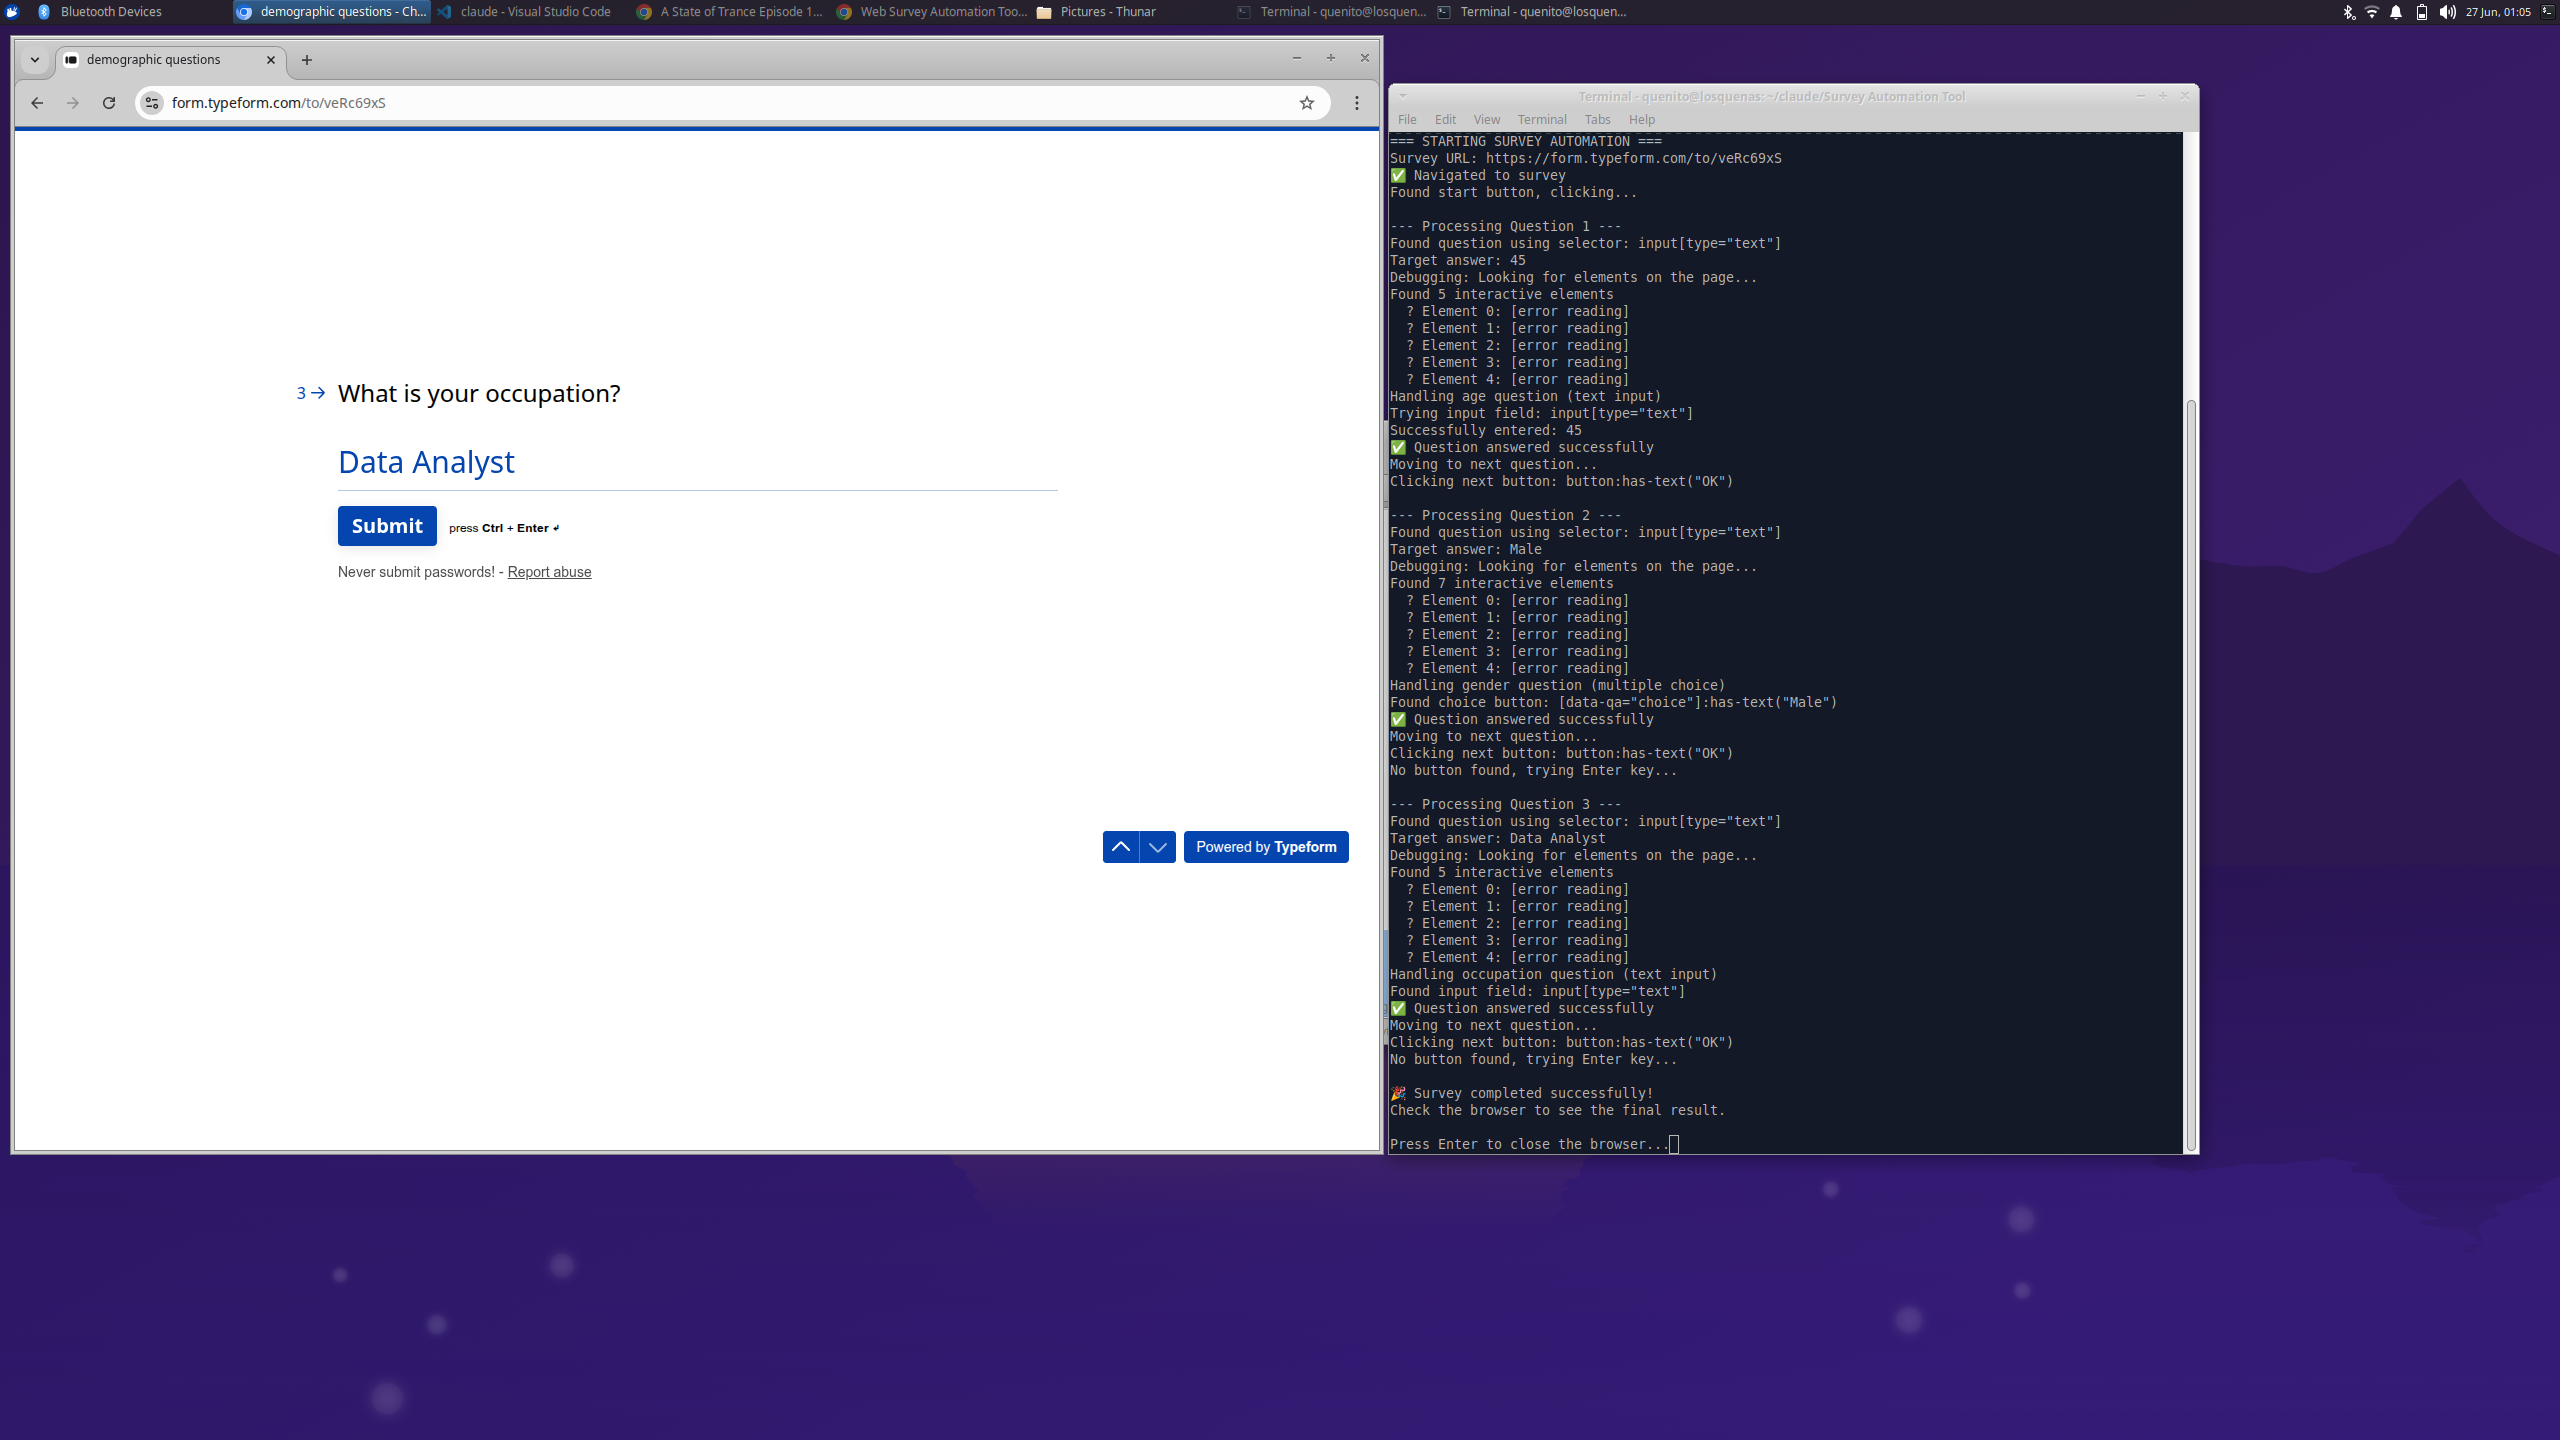 Bluetooth Devices
demographic questions - Ch...
claude - Visual Studio Code
A State of Trance Episode 1...
Web Survey Automation Too...
Pictures - Thunar
Terminal - quenito@losquen...
Terminal - quenito@losquen...
27 Jun, 01:05
demographic questions
form.typeform.com/to/veRc69xS
3 → What is your occupation?
Data Analyst
Submit
press Ctrl + Enter ↵
Never submit passwords! - Report abuse
Powered by Typeform
Terminal - quenito@losquenas: ~/claude/Survey Automation Tool
File Edit View Terminal Tabs Help
=== STARTING SURVEY AUTOMATION ===
Survey URL: https://form.typeform.com/to/veRc69xS
✅ Navigated to survey
Found start button, clicking...
--- Processing Question 1 ---
Found question using selector: input[type="text"]
Target answer: 45
Debugging: Looking for elements on the page...
Found 5 interactive elements
? Element 0: [error reading]
? Element 1: [error reading]
? Element 2: [error reading]
? Element 3: [error reading]
? Element 4: [error reading]
Handling age question (text input)
Trying input field: input[type="text"]
Successfully entered: 45
✅ Question answered successfully
Moving to next question...
Clicking next button: button:has-text("OK")
--- Processing Question 2 ---
Found question using selector: input[type="text"]
Target answer: Male
Debugging: Looking for elements on the page...
Found 7 interactive elements
? Element 0: [error reading]
? Element 1: [error reading]
? Element 2: [error reading]
? Element 3: [error reading]
? Element 4: [error reading]
Handling gender question (multiple choice)
Found choice button: [data-qa="choice"]:has-text("Male")
✅ Question answered successfully
Moving to next question...
Clicking next button: button:has-text("OK")
No button found, trying Enter key...
--- Processing Question 3 ---
Found question using selector: input[type="text"]
Target answer: Data Analyst
Debugging: Looking for elements on the page...
Found 5 interactive elements
? Element 0: [error reading]
? Element 1: [error reading]
? Element 2: [error reading]
? Element 3: [error reading]
? Element 4: [error reading]
Handling occupation question (text input)
Found input field: input[type="text"]
✅ Question answered successfully
Moving to next question...
Clicking next button: button:has-text("OK")
No button found, trying Enter key...
🎉 Survey completed successfully!
Check the browser to see the final result.
Press Enter to close the browser...